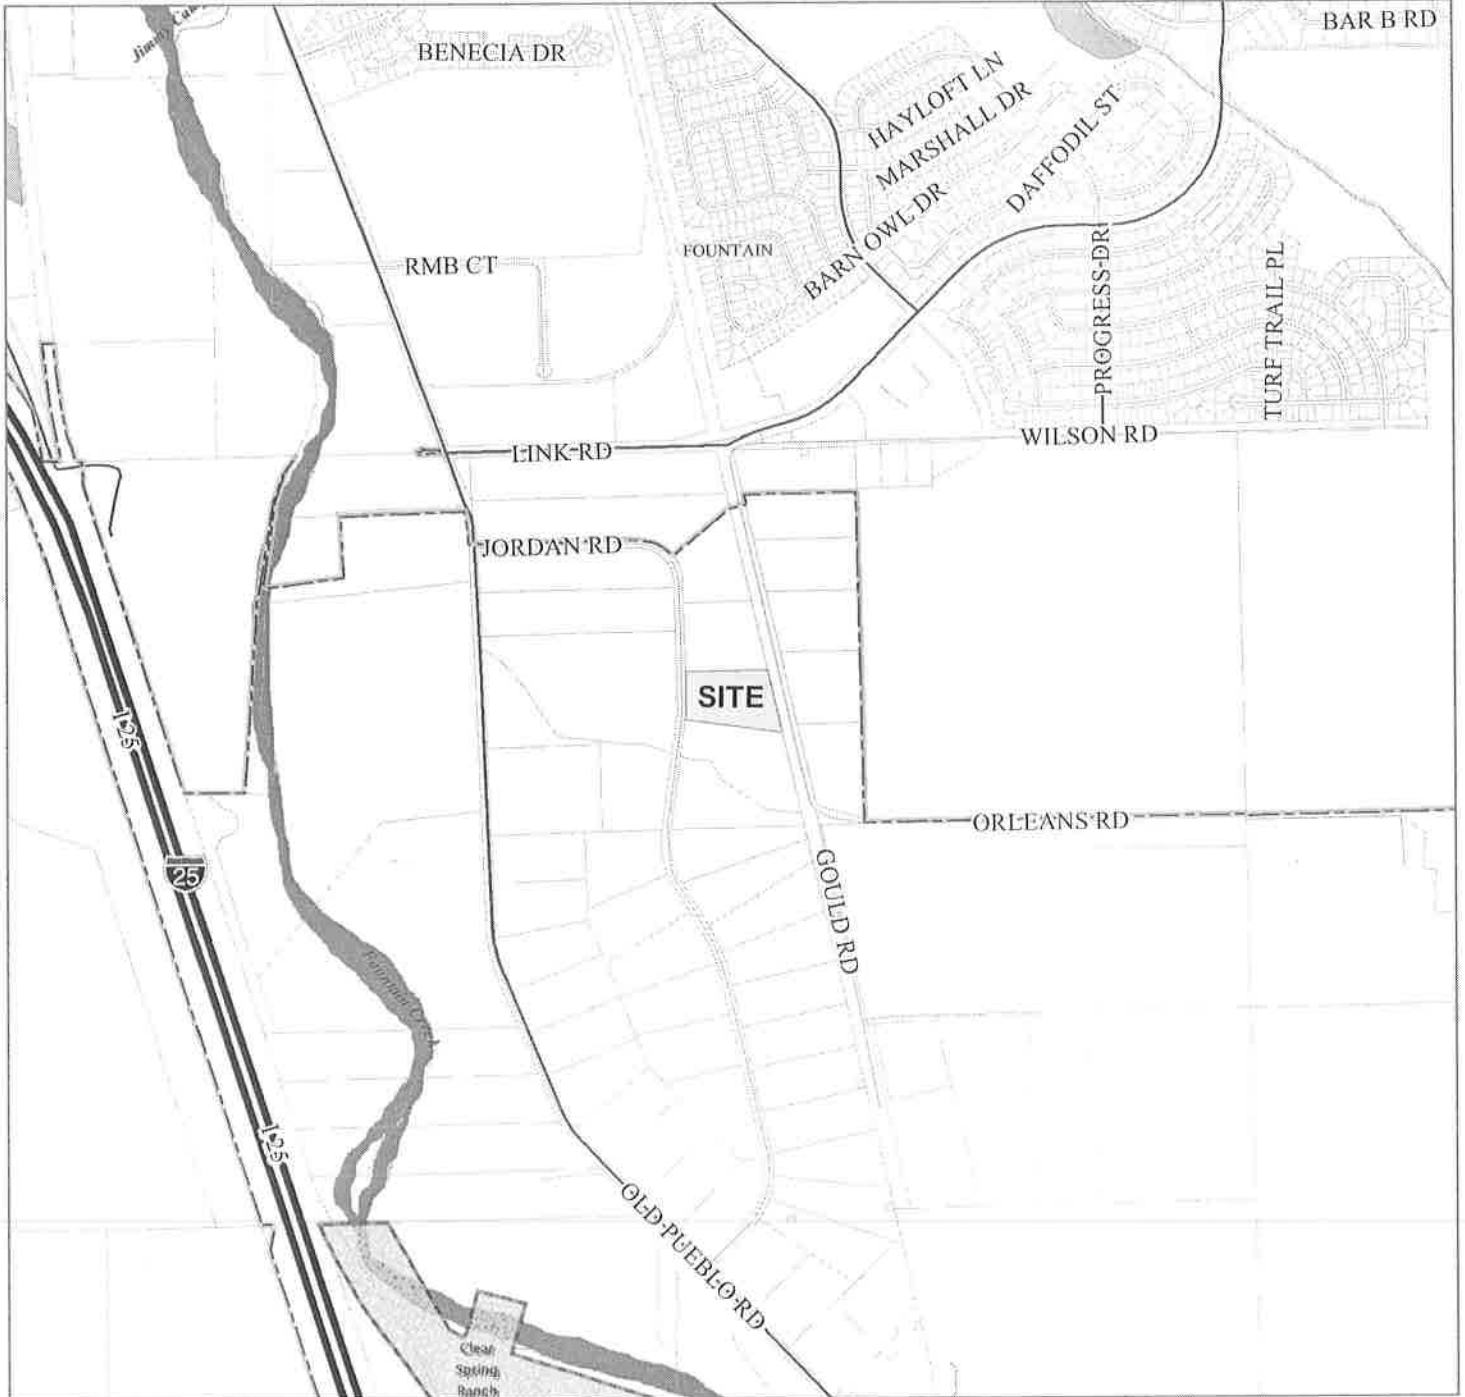 BAR B RD
BENECIA DR
HAYLOFT LN
MARSHALL DR
DAFFODIL ST
BARN OWL DR
FOUNTAIN
RMB CT
PROGRESS DR
TURF TRAIL PL
LINK RD
WILSON RD
JORDAN RD
SITE
I-25
ORLEANS RD
25
GOULD RD
Fountain Creek
I-25
OLD PUEBLO RD
Clear
Spring
Ranch